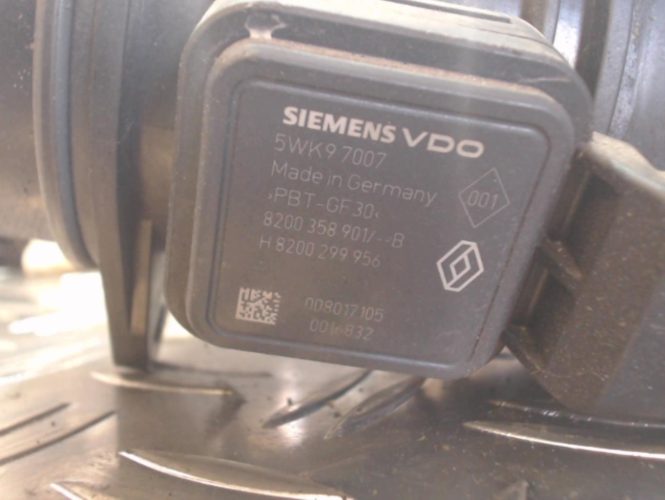 SIEMENS VDO
5WK9 7007
Made in Germany
001
›PBT-GF30‹
8200 358 901/--B
H 8200 299 956
008017105
0016832